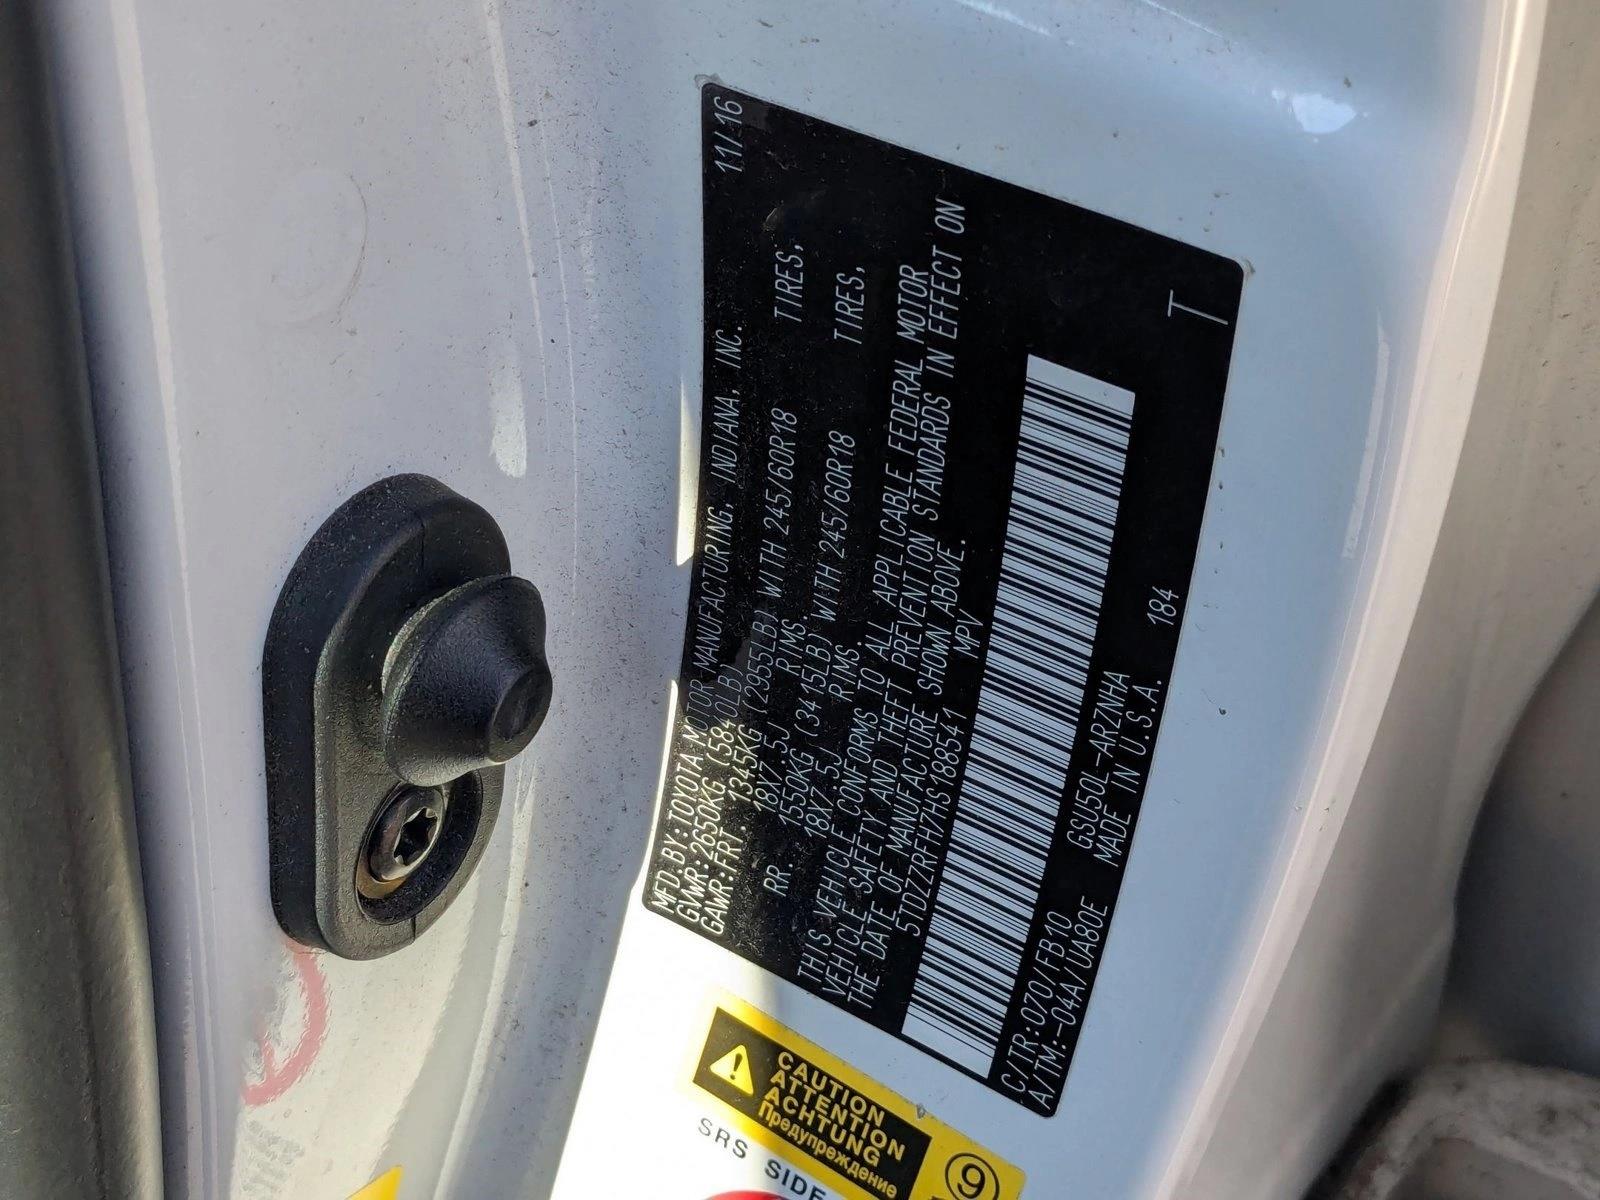 11/16
MFD.BY:TOYOTA MOTOR MANUFACTURING, INDIANA, INC.
GVWR:2650KG (5840LB)
GAWR:FRT. 1345KG (2955LB) WITH 245/60R18 TIRES,
18X7.5J RIMS.
RR. 1550KG (3415LB) WITH 245/60R18 TIRES,
18X7.5J RIMS.
THIS VEHICLE CONFORMS TO ALL APPLICABLE FEDERAL MOTOR
VEHICLE SAFETY AND THEFT PREVENTION STANDARDS IN EFFECT ON
THE DATE OF MANUFACTURE SHOWN ABOVE.
5TDZZRFH7HS188541 MPV
C/TR:070/FB10 GSU50L-ARZNHA
A/TM:-04A/UA80E MADE IN U.S.A. 184 T
CAUTION
ATTENTION
ACHTUNG
Предупреждение
9
SRS SIDE